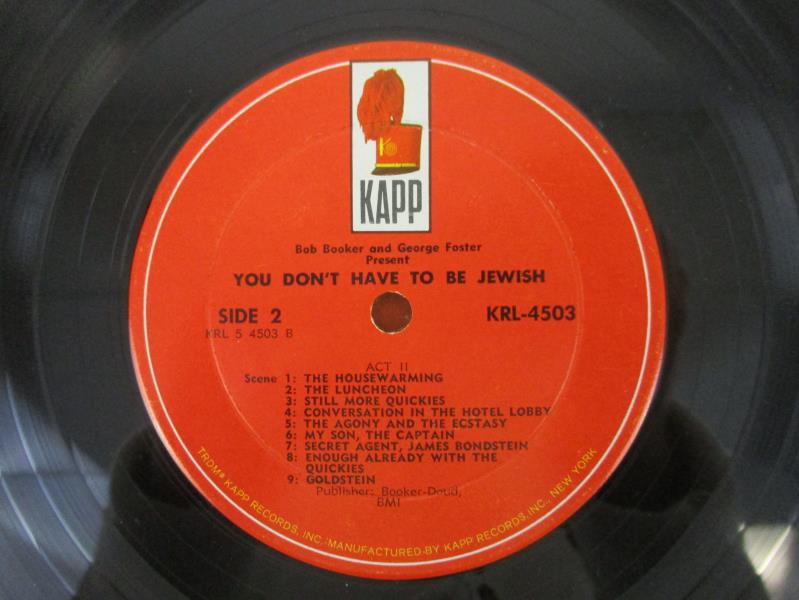 KAPP
Bob Booker and George Foster
Present
YOU DON'T HAVE TO BE JEWISH
SIDE 2
KRL-4503
KRL 5 4503 B
ACT II
Scene 1: THE HOUSEWARMING
2: THE LUNCHEON
3: STILL MORE QUICKIES
4: CONVERSATION IN THE HOTEL LOBBY
5: THE AGONY AND THE ECSTASY
6: MY SON, THE CAPTAIN
7: SECRET AGENT, JAMES BONDSTEIN
8: ENOUGH ALREADY WITH THE
QUICKIES
9: GOLDSTEIN
Publisher: Booker-Doud,
BMI
TRDM® KAPP RECORDS, INC. MANUFACTURED BY KAPP RECORDS, INC., NEW YORK